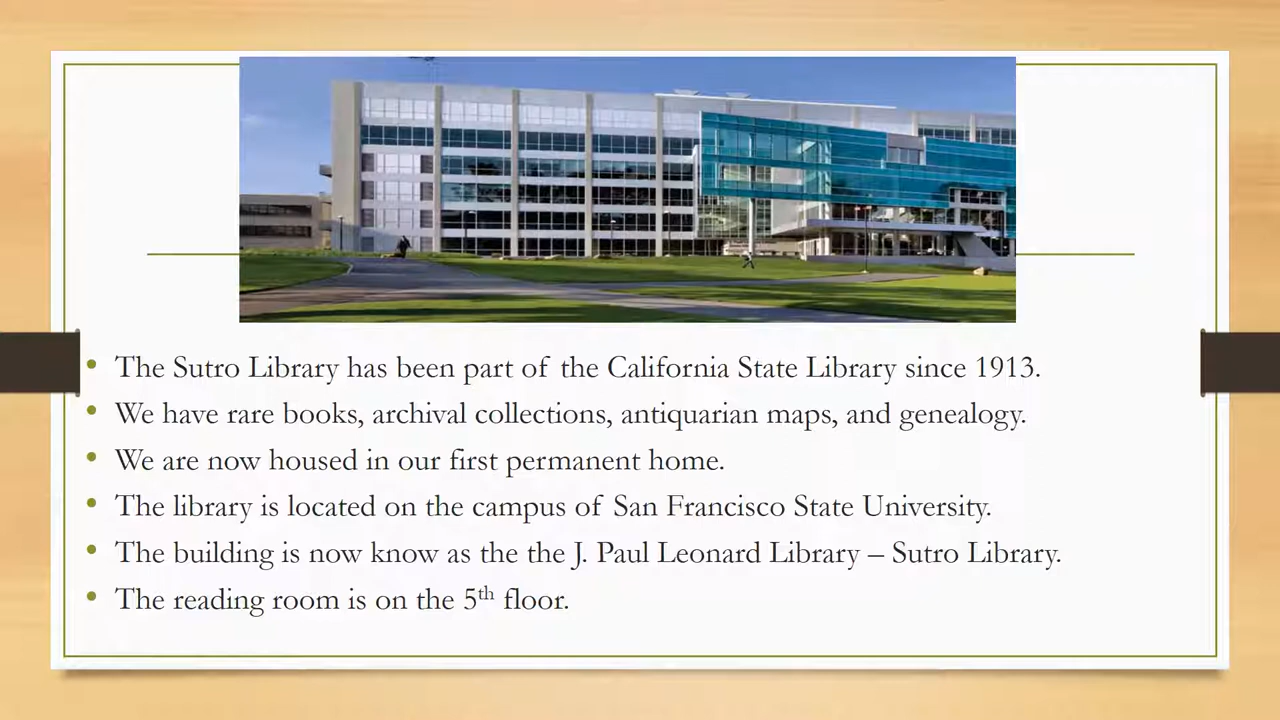 • The Sutro Library has been part of the California State Library since 1913.
• We have rare books, archival collections, antiquarian maps, and genealogy.
• We are now housed in our first permanent home.
• The library is located on the campus of San Francisco State University.
• The building is now know as the the J. Paul Leonard Library – Sutro Library.
• The reading room is on the 5th floor.